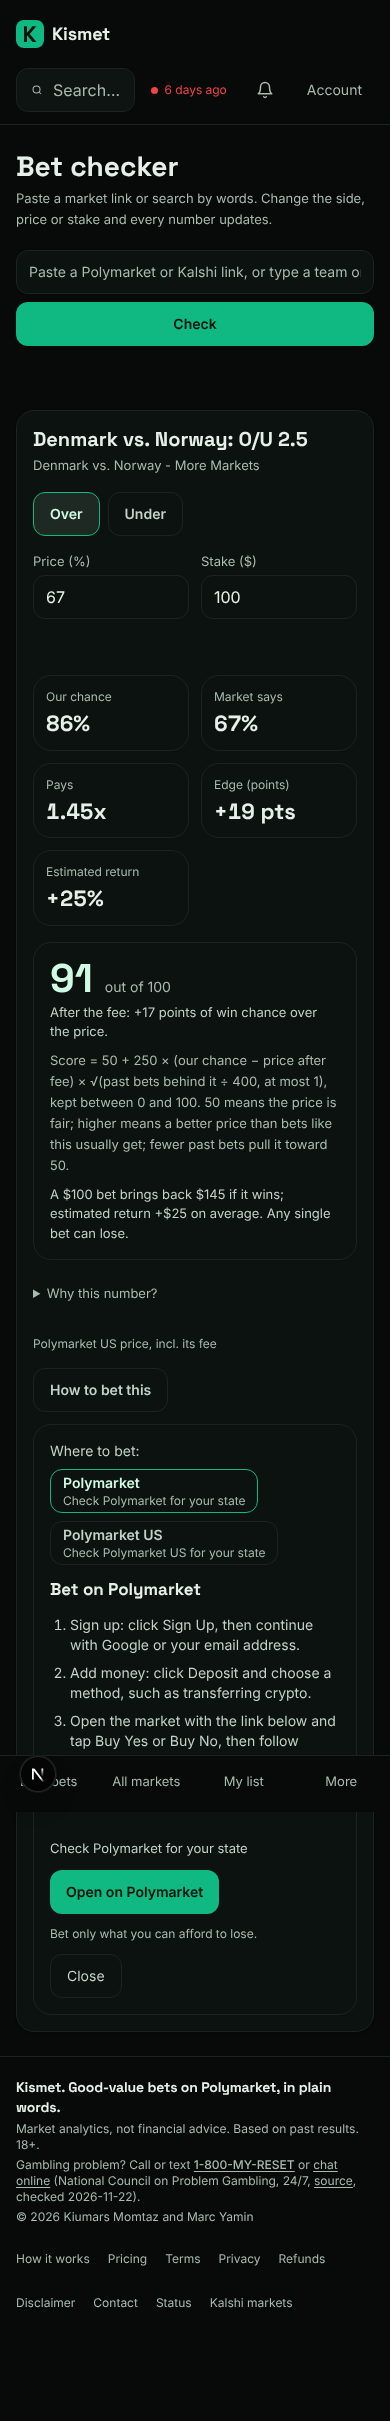 Kismet
Search...
6 days ago
Account
Bet checker
Paste a market link or search by words. Change the side,
price or stake and every number updates.
Paste a Polymarket or Kalshi link, or type a team o
Check
Denmark vs. Norway: O/U 2.5
Denmark vs. Norway - More Markets
Over
Under
Price (%)
Stake ($)
67
100
Our chance
86%
Market says
67%
Pays
1.45x
Edge (points)
+19 pts
Estimated return
+25%
91 out of 100
After the fee: +17 points of win chance over
the price.
Score = 50 + 250 × (our chance − price after
fee) × √(past bets behind it ÷ 400, at most 1),
kept between 0 and 100. 50 means the price is
fair; higher means a better price than bets like
this usually get; fewer past bets pull it toward
50.
A $100 bet brings back $145 if it wins;
estimated return +$25 on average. Any single
bet can lose.
Why this number?
Polymarket US price, incl. its fee
How to bet this
Where to bet:
Polymarket
Check Polymarket for your state
Polymarket US
Check Polymarket US for your state
Bet on Polymarket
1. Sign up: click Sign Up, then continue
with Google or your email address.
2. Add money: click Deposit and choose a
method, such as transferring crypto.
3. Open the market with the link below and
tap Buy Yes or Buy No, then follow
N
bets
All markets
My list
More
Check Polymarket for your state
Open on Polymarket
Bet only what you can afford to lose.
Close
Kismet. Good-value bets on Polymarket, in plain
words.
Market analytics, not financial advice. Based on past results.
18+.
Gambling problem? Call or text 1-800-MY-RESET or chat
online (National Council on Problem Gambling, 24/7, source,
checked 2026-11-22).
© 2026 Kiumars Momtaz and Marc Yamin
How it works
Pricing
Terms
Privacy
Refunds
Disclaimer
Contact
Status
Kalshi markets